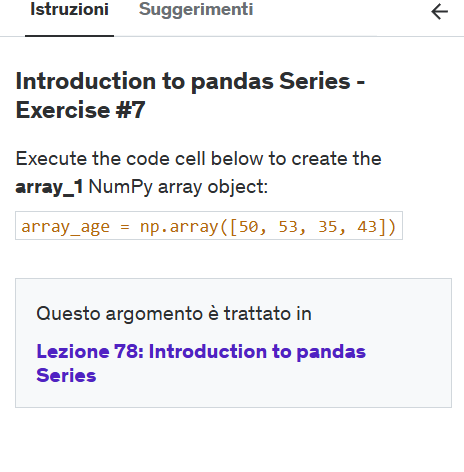 Istruzioni Suggerimenti
Introduction to pandas Series -
Exercise #7
Execute the code cell below to create the
array_1 NumPy array object:
array_age = np.array([50, 53, 35, 43])
Questo argomento è trattato in
Lezione 78: Introduction to pandas
Series